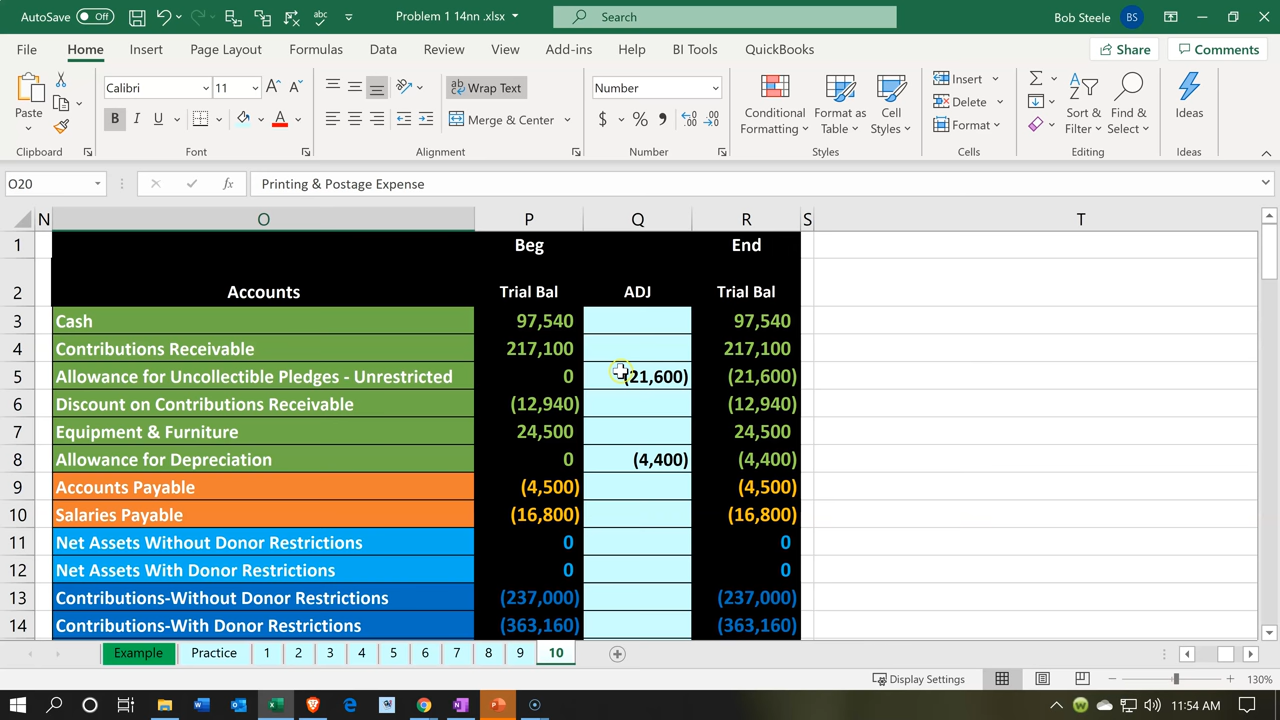 AutoSave Off Problem 1 14nn .xlsx Search Bob Steele BS
File Home Insert Page Layout Formulas Data Review View Add-ins Help BI Tools QuickBooks Share Comments
Paste Calibri 11 A A ab Wrap Text Number Conditional Formatting Format as Table Cell Styles Insert Delete Format Sort & Filter Find & Select Ideas
B I U A Merge & Center $ % , 
Clipboard Font Alignment Number Styles Cells Editing Ideas
O20 fx Printing & Postage Expense
N O P Q R S T
1 Beg End
2 Accounts Trial Bal ADJ Trial Bal
3 Cash 97,540 97,540
4 Contributions Receivable 217,100 217,100
5 Allowance for Uncollectible Pledges - Unrestricted 0 (21,600) (21,600)
6 Discount on Contributions Receivable (12,940) (12,940)
7 Equipment & Furniture 24,500 24,500
8 Allowance for Depreciation 0 (4,400) (4,400)
9 Accounts Payable (4,500) (4,500)
10 Salaries Payable (16,800) (16,800)
11 Net Assets Without Donor Restrictions 0 0
12 Net Assets With Donor Restrictions 0 0
13 Contributions-Without Donor Restrictions (237,000) (237,000)
14 Contributions-With Donor Restrictions (363,160) (363,160)
Example Practice 1 2 3 4 5 6 7 8 9 10
Display Settings 130%
11:54 AM